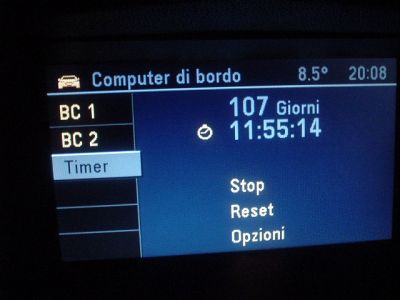 Computer di bordo 8.5° 20:08
BC 1
BC 2
Timer
107 Giorni
11:55:14
Stop
Reset
Opzioni